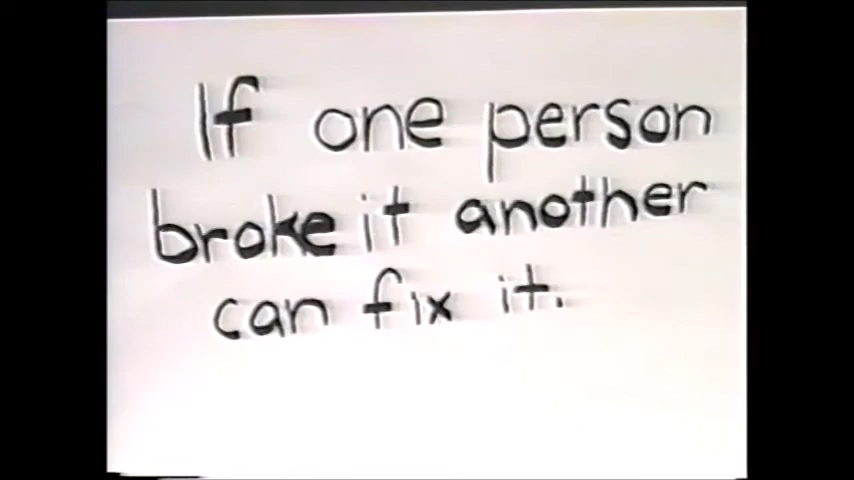 If one person
broke it another
can fix it.